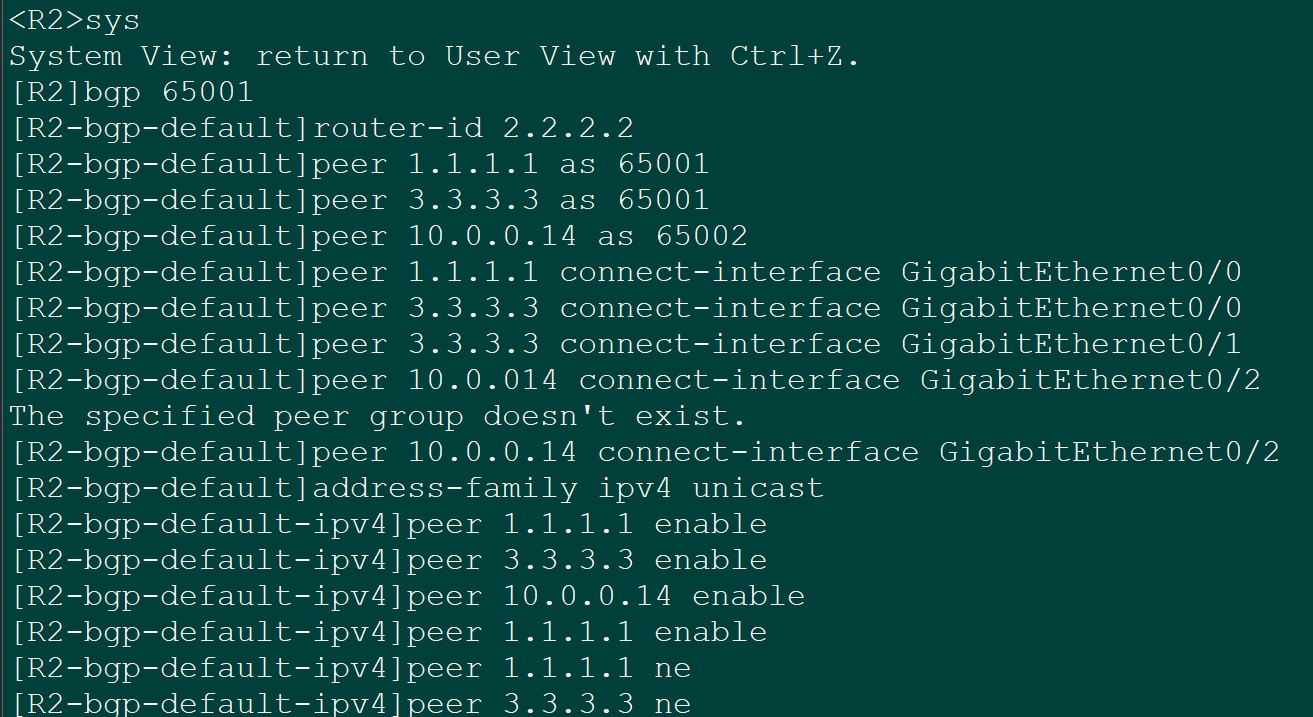 <R2>sys
System View: return to User View with Ctrl+Z.
[R2]bgp 65001
[R2-bgp-default]router-id 2.2.2.2
[R2-bgp-default]peer 1.1.1.1 as 65001
[R2-bgp-default]peer 3.3.3.3 as 65001
[R2-bgp-default]peer 10.0.0.14 as 65002
[R2-bgp-default]peer 1.1.1.1 connect-interface GigabitEthernet0/0
[R2-bgp-default]peer 3.3.3.3 connect-interface GigabitEthernet0/0
[R2-bgp-default]peer 3.3.3.3 connect-interface GigabitEthernet0/1
[R2-bgp-default]peer 10.0.014 connect-interface GigabitEthernet0/2
The specified peer group doesn't exist.
[R2-bgp-default]peer 10.0.0.14 connect-interface GigabitEthernet0/2
[R2-bgp-default]address-family ipv4 unicast
[R2-bgp-default-ipv4]peer 1.1.1.1 enable
[R2-bgp-default-ipv4]peer 3.3.3.3 enable
[R2-bgp-default-ipv4]peer 10.0.0.14 enable
[R2-bgp-default-ipv4]peer 1.1.1.1 enable
[R2-bgp-default-ipv4]peer 1.1.1.1 ne
[R2-bgp-default-ipv4]peer 3.3.3.3 ne